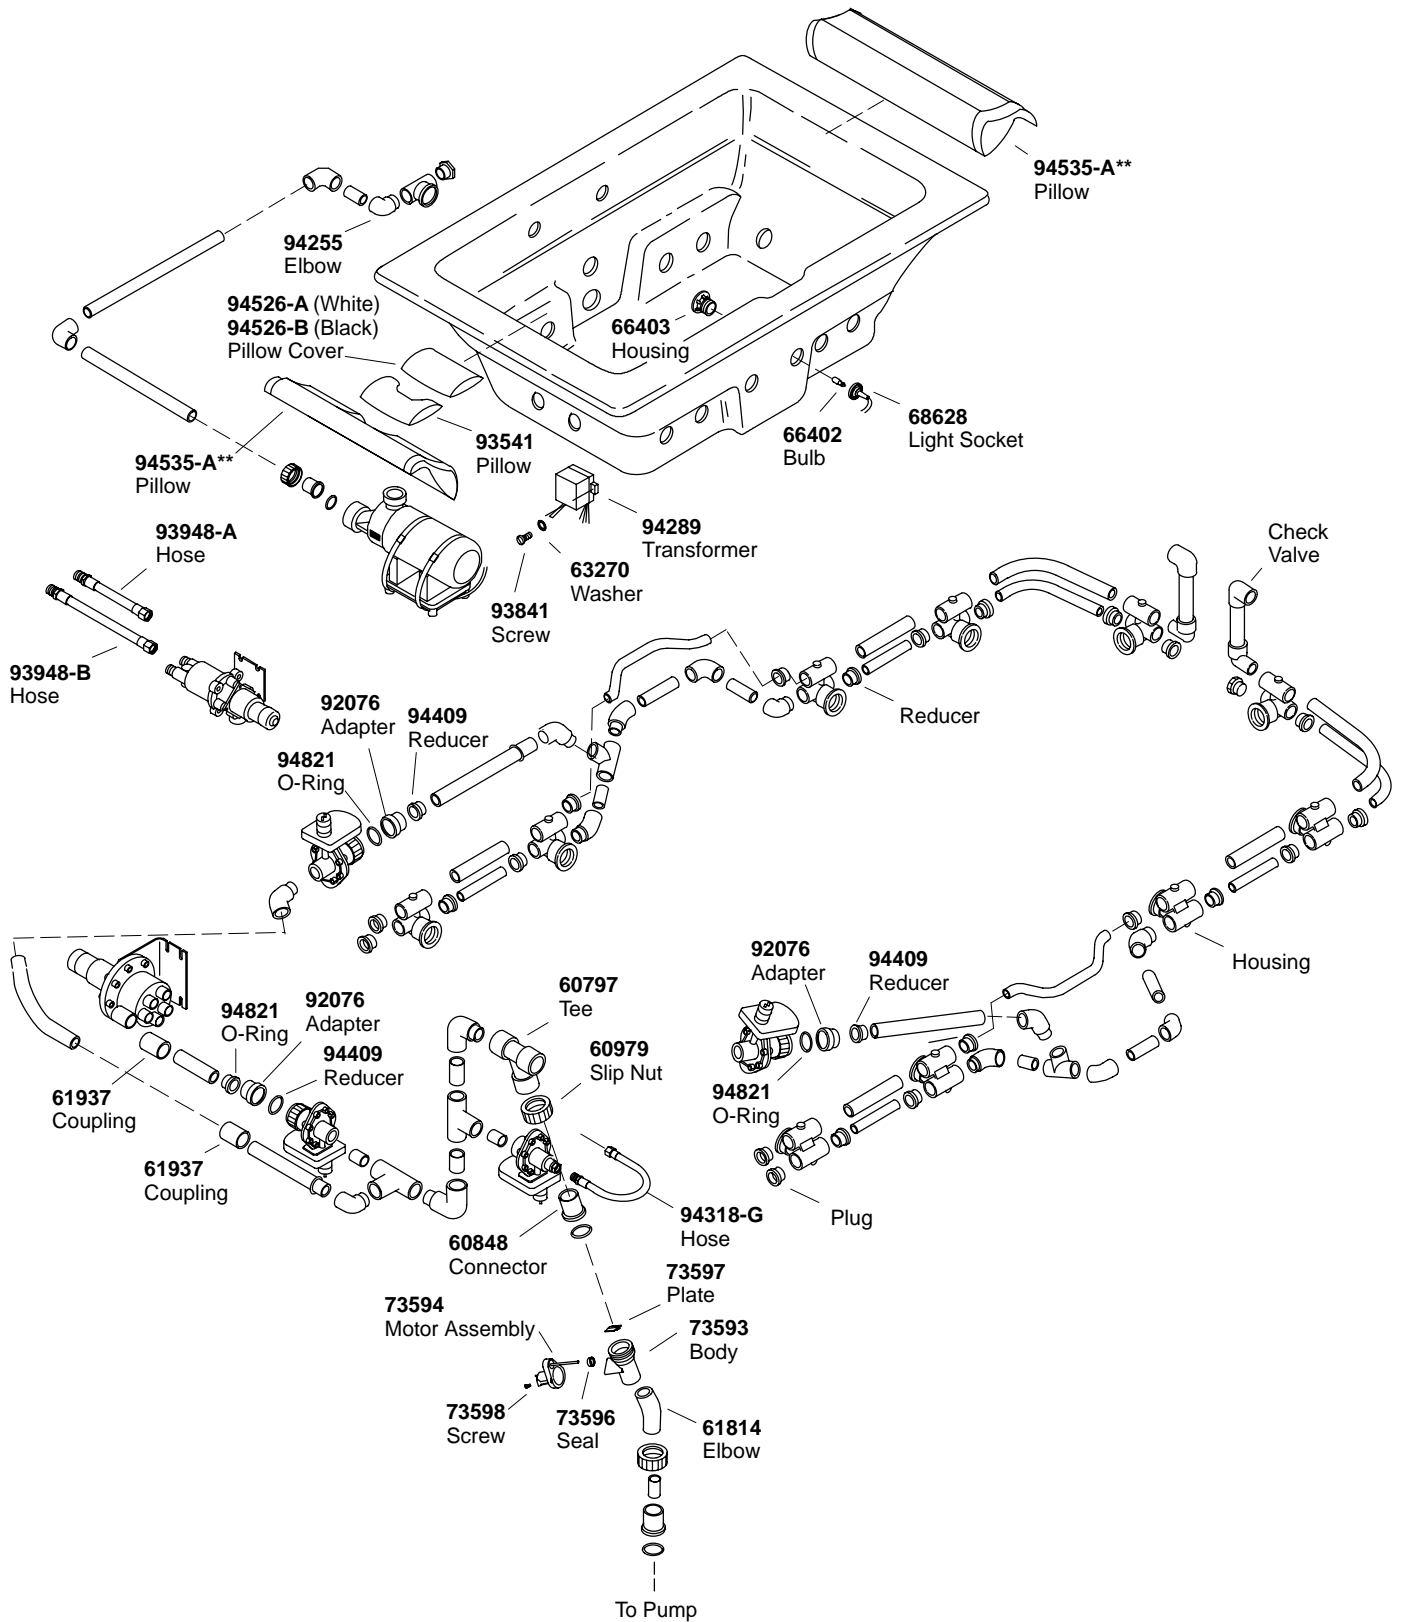 94535-A**
Pillow
94255
Elbow
94526-A (White)
94526-B (Black)
Pillow Cover
66403
Housing
68628
Light Socket
66402
Bulb
93541
Pillow
94535-A**
Pillow
94289
Transformer
93948-A
Hose
63270
Washer
93841
Screw
Check
Valve
93948-B
Hose
92076
Adapter
94409
Reducer
Reducer
94821
O-Ring
Housing
92076
Adapter
94409
Reducer
60797
Tee
94821
O-Ring
92076
Adapter
60979
Slip Nut
94409
Reducer
61937
Coupling
94821
O-Ring
61937
Coupling
94318-G
Hose
Plug
60848
Connector
73597
Plate
73594
Motor Assembly
73593
Body
73598
Screw
73596
Seal
61814
Elbow
To Pump